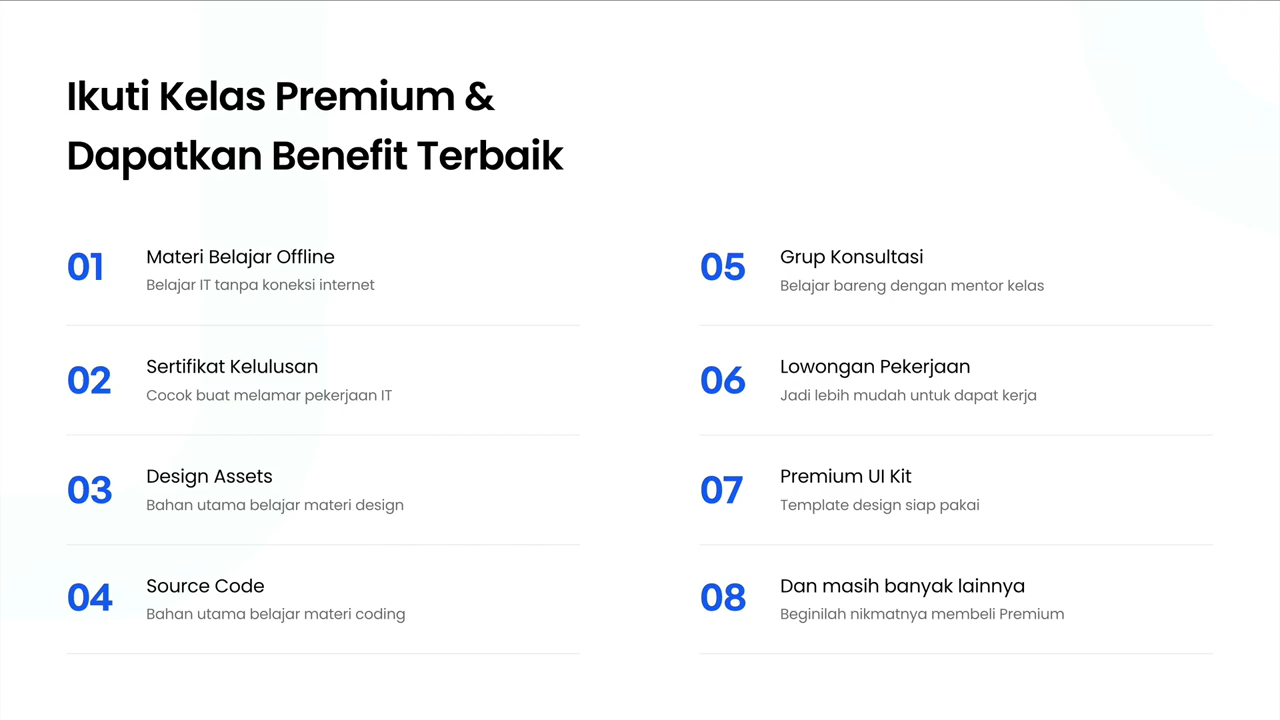 Ikuti Kelas Premium &
Dapatkan Benefit Terbaik
01
Materi Belajar Offline
Belajar IT tanpa koneksi internet
02
Sertifikat Kelulusan
Cocok buat melamar pekerjaan IT
03
Design Assets
Bahan utama belajar materi design
04
Source Code
Bahan utama belajar materi coding
05
Grup Konsultasi
Belajar bareng dengan mentor kelas
06
Lowongan Pekerjaan
Jadi lebih mudah untuk dapat kerja
07
Premium UI Kit
Template design siap pakai
08
Dan masih banyak lainnya
Beginilah nikmatnya membeli Premium